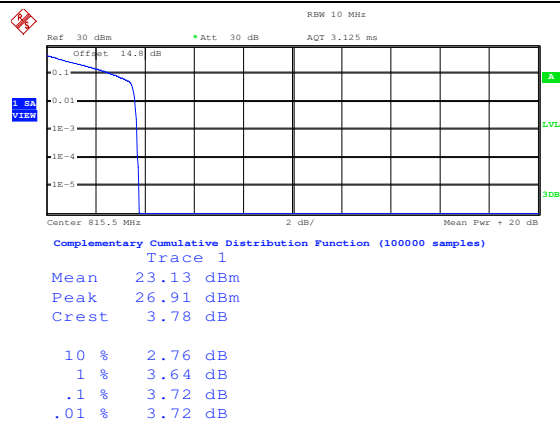 RBW 10 MHz
Ref 30 dBm * Att 30 dB AQT 3.125 ms
Offset 14.8 dB
0.1
A
0.01
1 SA
VIEW
1E-3
LVL
1E-4
1E-5
3DB
Center 815.5 MHz 2 dB/ Mean Pwr + 20 dB
Complementary Cumulative Distribution Function (100000 samples)
Trace 1
Mean 23.13 dBm
Peak 26.91 dBm
Crest 3.78 dB
10 % 2.76 dB
1 % 3.64 dB
.1 % 3.72 dB
.01 % 3.72 dB